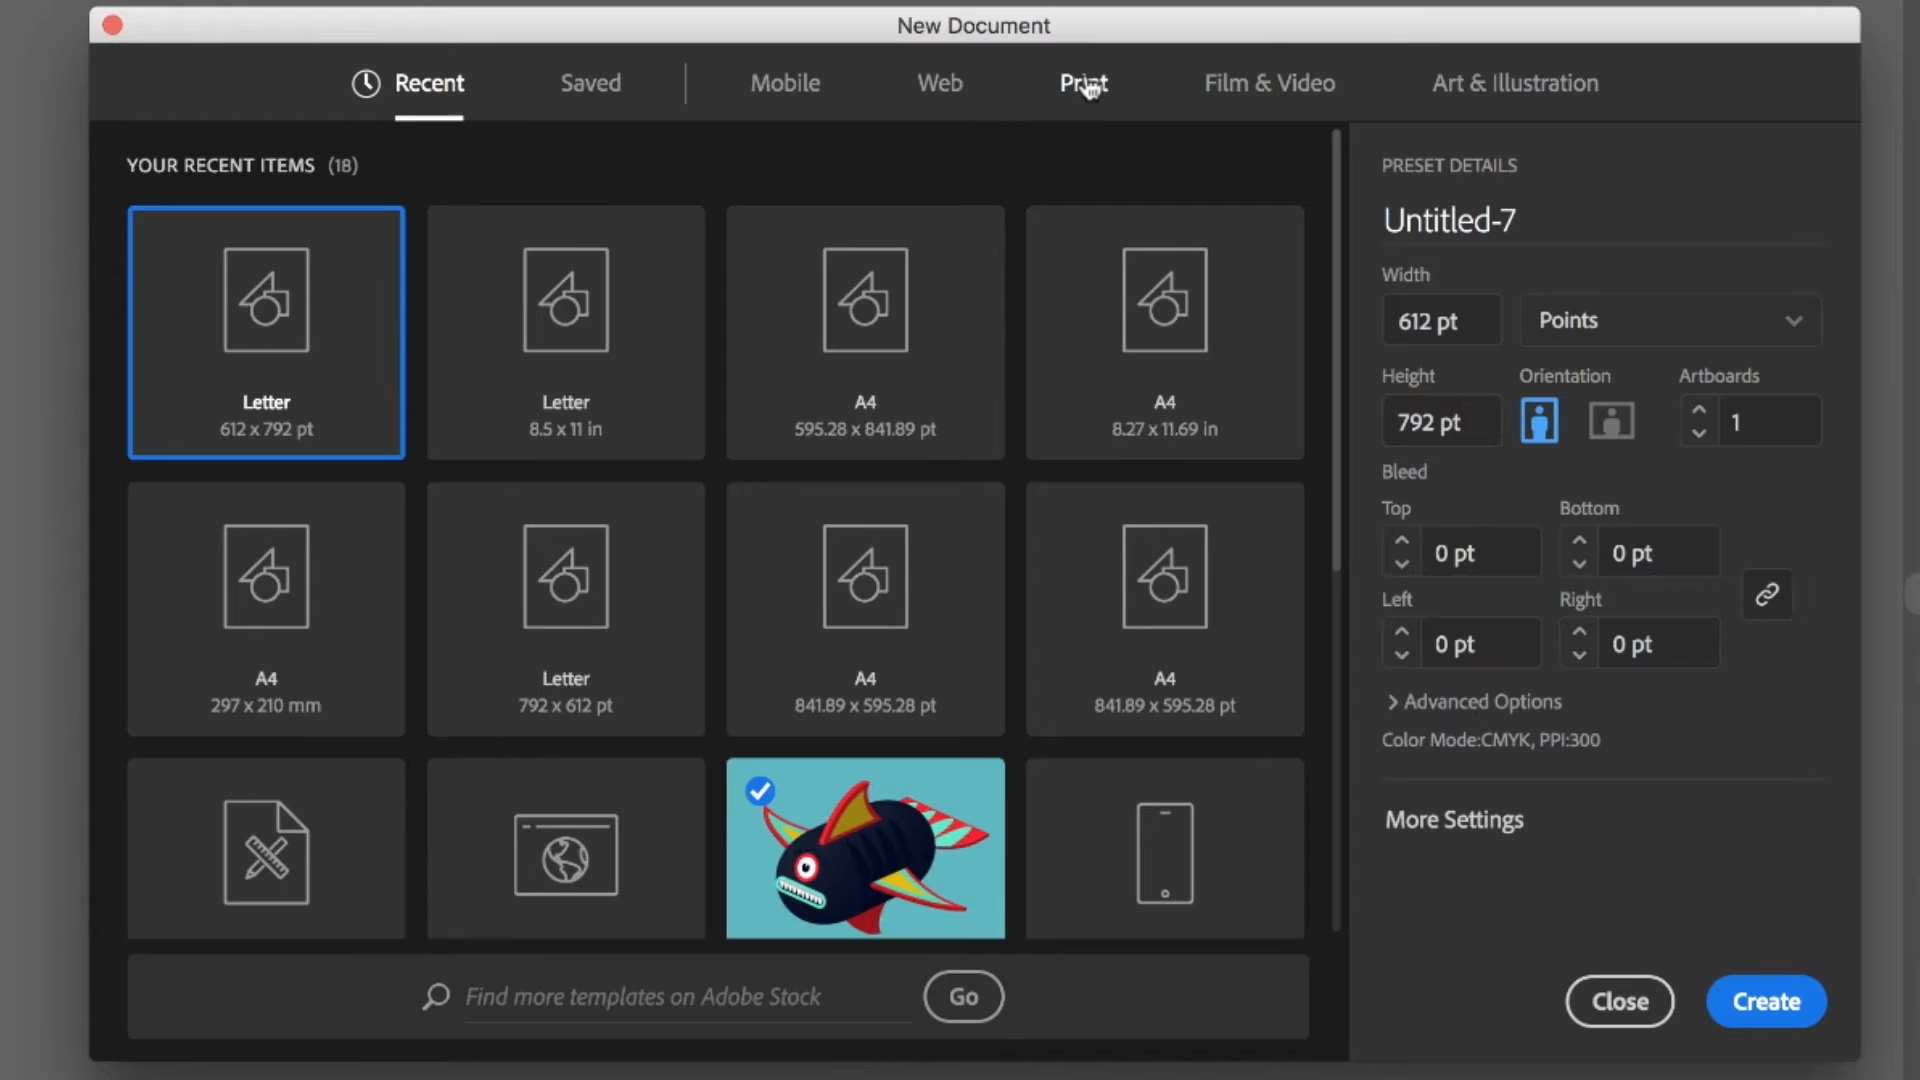 New Document
Recent
Saved
Mobile
Web
Print
Film & Video
Art & Illustration
YOUR RECENT ITEMS (18)
Letter
612 x 792 pt
Letter
8.5 x 11 in
A4
595.28 x 841.89 pt
A4
8.27 x 11.69 in
A4
297 x 210 mm
Letter
792 x 612 pt
A4
841.89 x 595.28 pt
A4
841.89 x 595.28 pt
Find more templates on Adobe Stock
Go
PRESET DETAILS
Untitled-7
Width
612 pt
Points
Height
Orientation
Artboards
792 pt
1
Bleed
Top
Bottom
0 pt
0 pt
Left
Right
0 pt
0 pt
Advanced Options
Color Mode:CMYK, PPI:300
More Settings
Close
Create